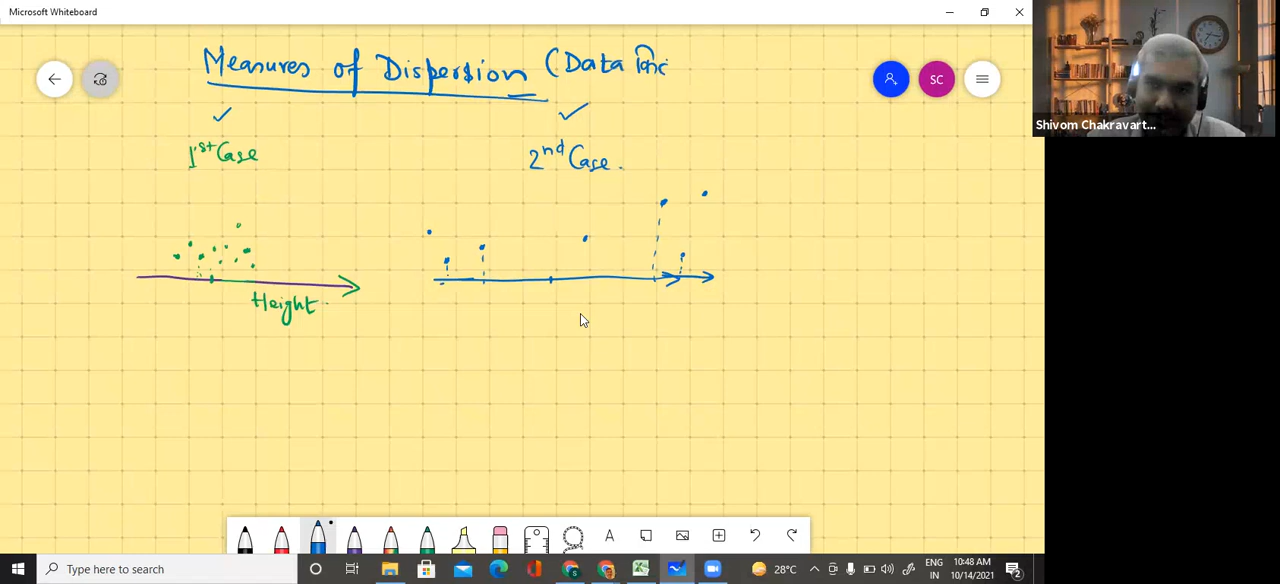 Microsoft Whiteboard
Measures of Dispersion (Data
1st Case
2nd Case.
Height
SC
Shivom Chakravart...
A
Type here to search
28°C
ENG
IN
10:48 AM
10/14/2021
2